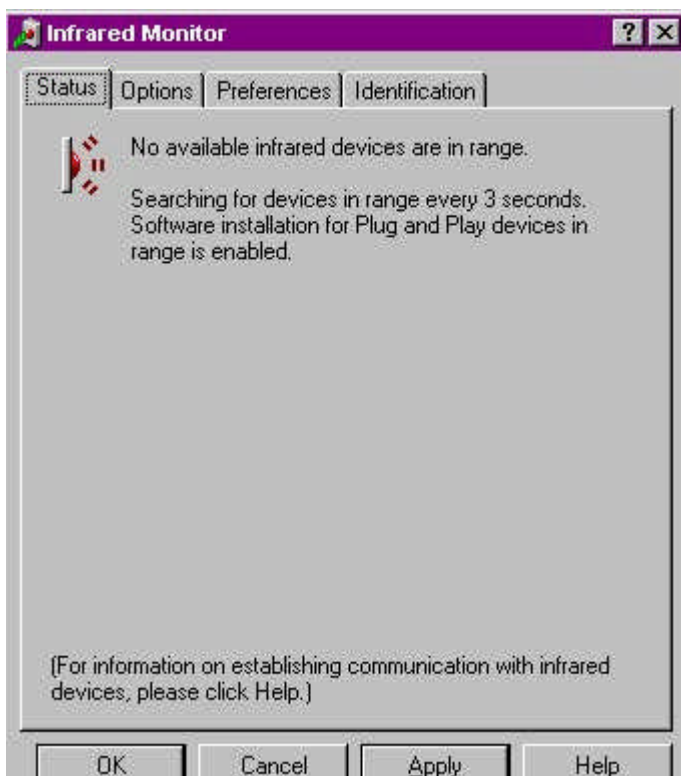 Infrared Monitor
Status Options Preferences Identification
No available infrared devices are in range.
Searching for devices in range every 3 seconds.
Software installation for Plug and Play devices in
range is enabled.
(For information on establishing communication with infrared
devices, please click Help.)
OK Cancel Apply Help